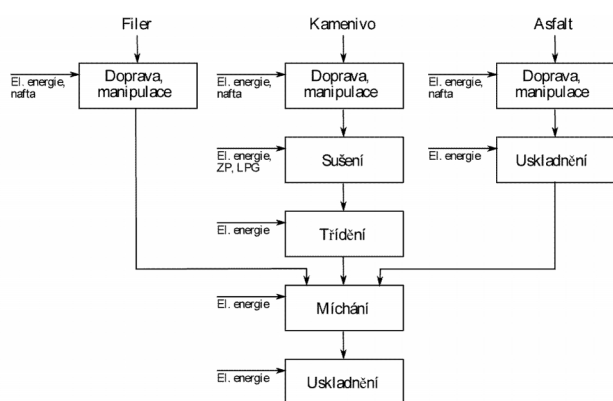 Filer
Kamenivo
Asfalt
El. energie,
nafta
Doprava,
manipulace
El. energie,
nafta
Doprava,
manipulace
El. energie,
nafta
Doprava,
manipulace
El. energie,
ZP, LPG
Sušení
El. energie
Uskladnění
El. energie
Třídění
El. energie
Míchání
El. energie
Uskladnění